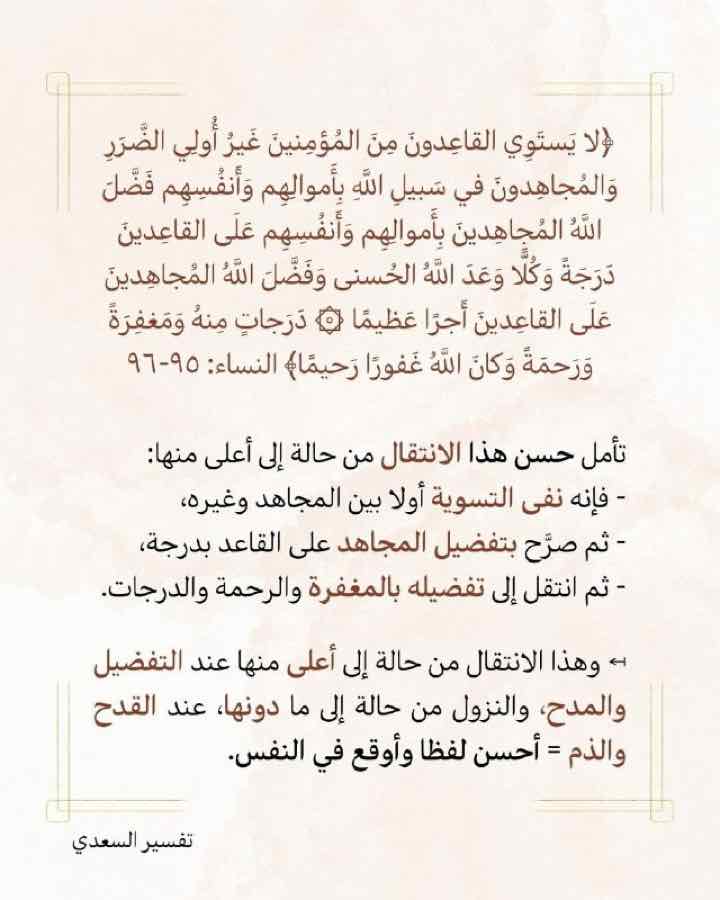 ﴿لا يَستَوِي القاعِدونَ مِنَ المُؤمِنينَ غَيرُ أُولِي الضَّرَرِ
وَالمُجاهِدونَ في سَبيلِ اللَّهِ بِأَموالِهِم وَأَنفُسِهِم فَضَّلَ
اللَّهُ المُجاهِدينَ بِأَموالِهِم وَأَنفُسِهِم عَلَى القاعِدينَ
دَرَجَةً وَكُلًّا وَعَدَ اللَّهُ الحُسنى وَفَضَّلَ اللَّهُ المُجاهِدينَ
عَلَى القاعِدينَ أَجرًا عَظيمًا ۞ دَرَجاتٍ مِنهُ وَمَغفِرَةً
وَرَحمَةً وَكانَ اللَّهُ غَفورًا رَحيمًا﴾ النساء: ٩٥-٩٦
تأمل حسن هذا الانتقال من حالة إلى أعلى منها:
- فإنه نفى التسوية أولا بين المجاهد وغيره،
- ثم صرَّح بتفضيل المجاهد على القاعد بدرجة،
- ثم انتقل إلى تفضيله بالمغفرة والرحمة والدرجات.
↤ وهذا الانتقال من حالة إلى أعلى منها عند التفضيل
والمدح، والنزول من حالة إلى ما دونها، عند القدح
والذم = أحسن لفظا وأوقع في النفس.
تفسير السعدي